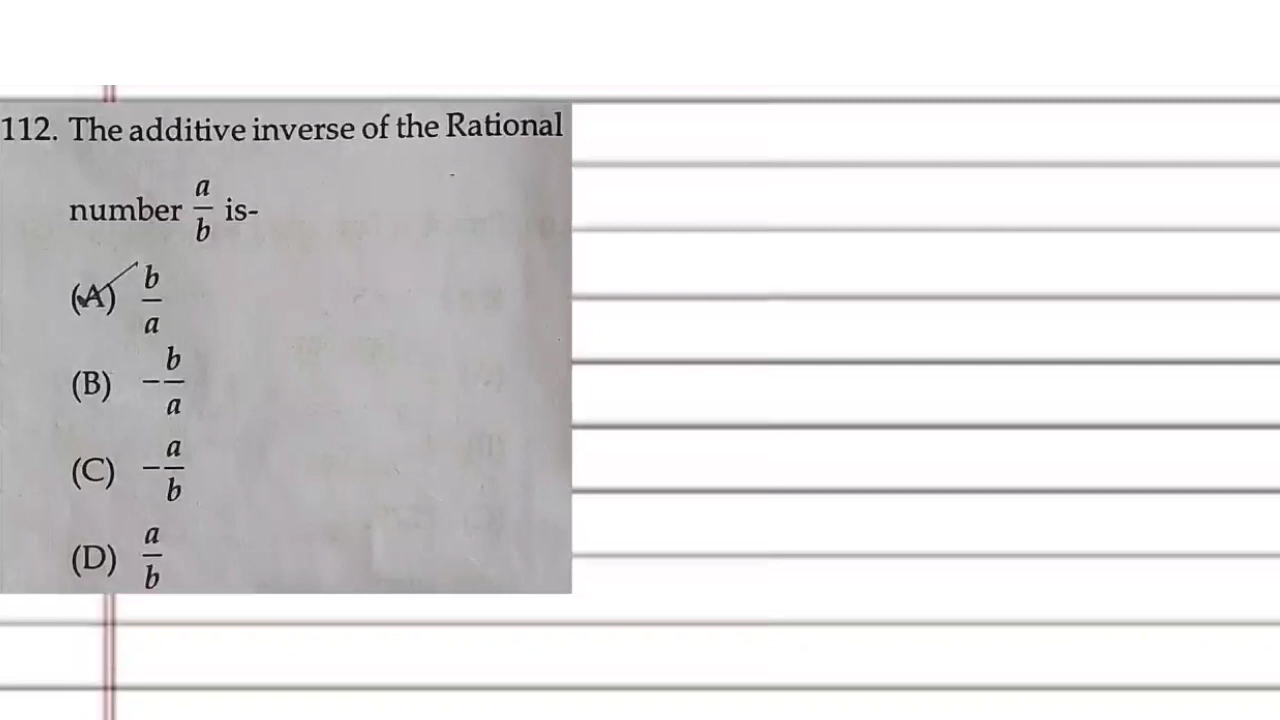 112. The additive inverse of the Rational
number a/b is-
(A) b/a
(B) -b/a
(C) -a/b
(D) a/b